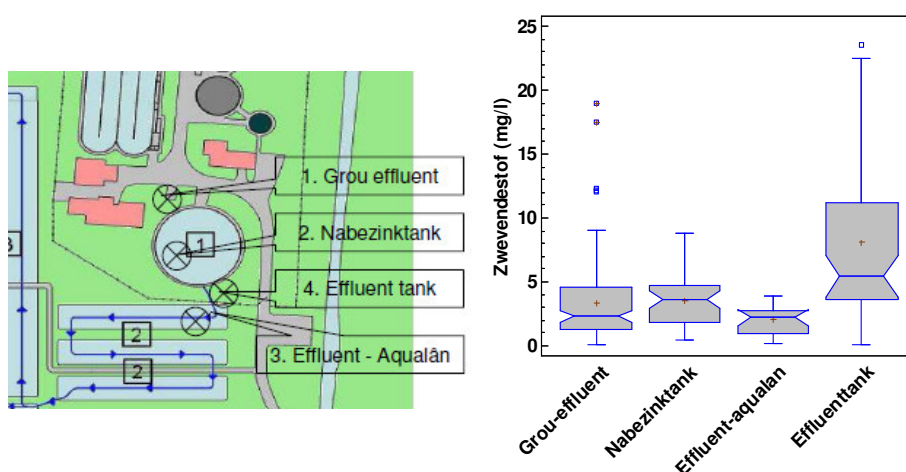 1. Grou effluent
2. Nabezinktank
4. Effluent tank
3. Effluent - Aqualân
1
2
2
3
Zwevendestof (mg/l)
25
20
15
10
5
0
Grou-effluent
Nabezinktank
Effluent-aqualan
Effluenttank